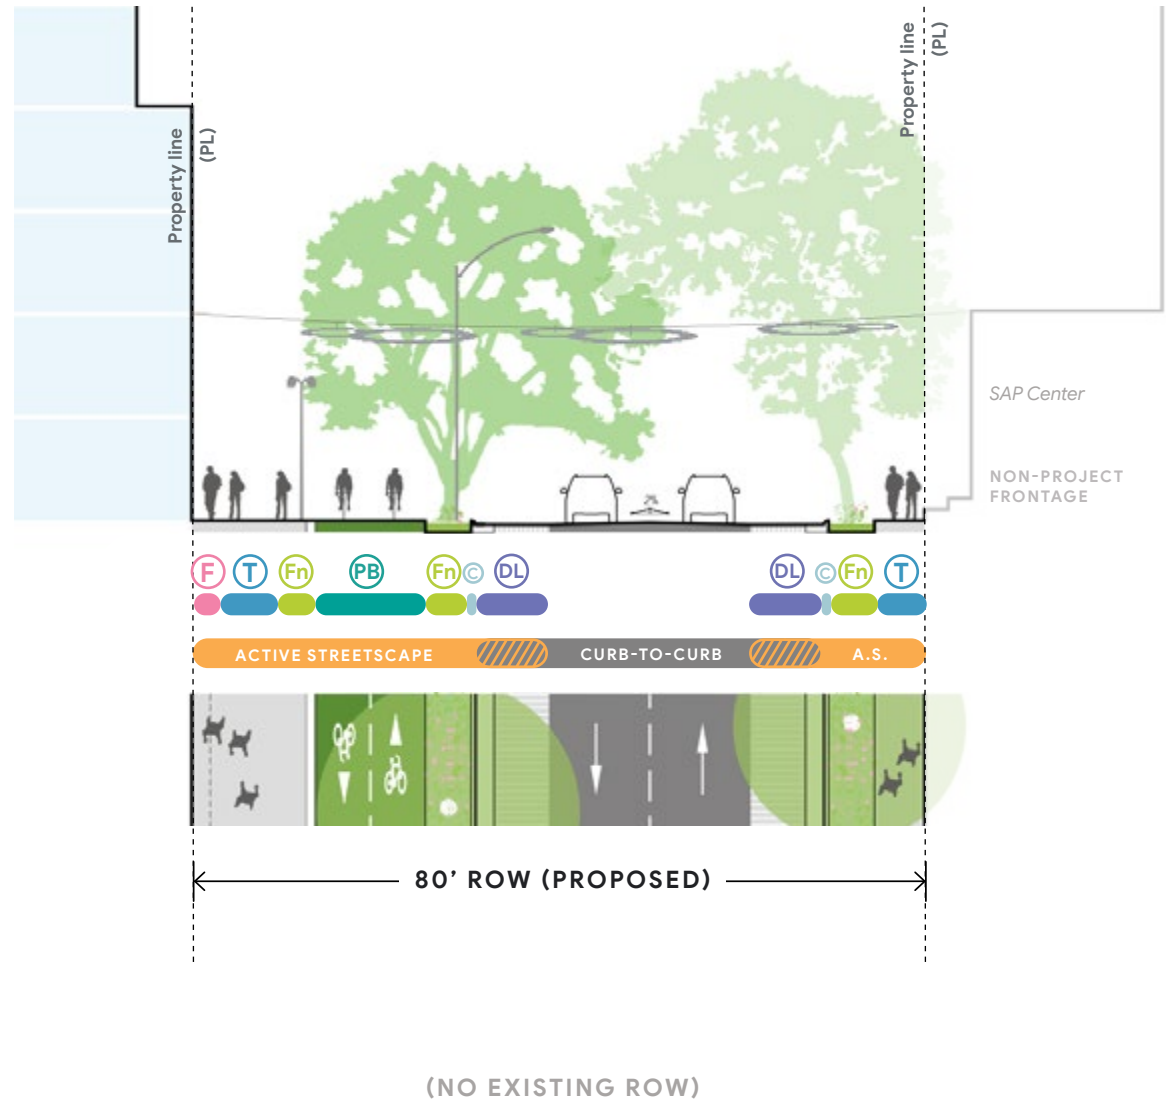 Property line
(PL)
Property line
(PL)
SAP Center
NON-PROJECT
FRONTAGE
F T Fn PB Fn C DL DL C Fn T
ACTIVE STREETSCAPE CURB-TO-CURB A.S.
80’ ROW (PROPOSED)
(NO EXISTING ROW)